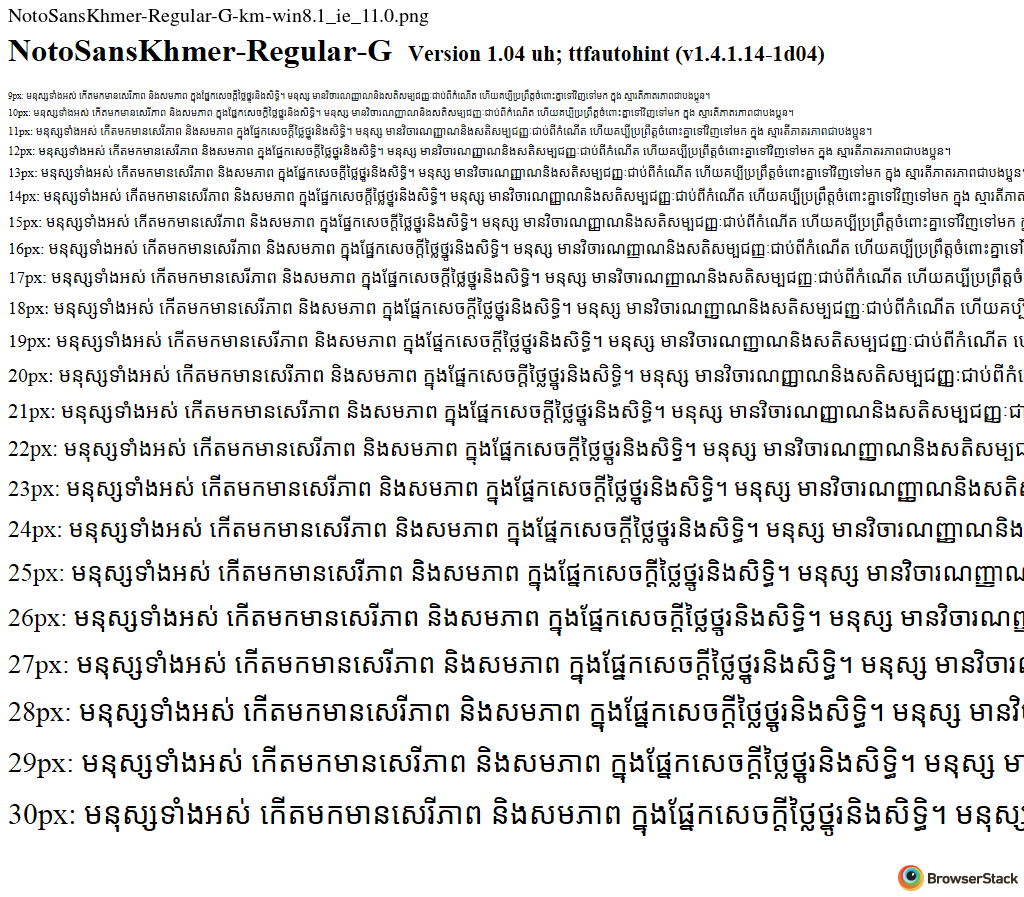 NotoSansKhmer-Regular-G-km-win8.1_ie_11.0.png
NotoSansKhmer-Regular-G Version 1.04 uh; ttfautohint (v1.4.1.14-1d04)
9px: មនុស្សទាំងអស់ កើតមកមានសេរីភាព និងសមភាព ក្នុងផ្នែកសេចក្ដីថ្លៃថ្នូរនិងសិទ្ធិ។ មនុស្ស មានវិចារណញ្ញាណនិងសតិសម្បជញ្ញៈជាប់ពីកំណើត ហើយគប្បីប្រព្រឹត្តចំពោះគ្នាទៅវិញទៅមក ក្នុង ស្មារតីភាតរភាពជាបងប្អូន។
10px: មនុស្សទាំងអស់ កើតមកមានសេរីភាព និងសមភាព ក្នុងផ្នែកសេចក្ដីថ្លៃថ្នូរនិងសិទ្ធិ។ មនុស្ស មានវិចារណញ្ញាណនិងសតិសម្បជញ្ញៈជាប់ពីកំណើត ហើយគប្បីប្រព្រឹត្តចំពោះគ្នាទៅវិញទៅមក ក្នុង ស្មារតីភាតរភាពជាបងប្អូន។
11px: មនុស្សទាំងអស់ កើតមកមានសេរីភាព និងសមភាព ក្នុងផ្នែកសេចក្ដីថ្លៃថ្នូរនិងសិទ្ធិ។ មនុស្ស មានវិចារណញ្ញាណនិងសតិសម្បជញ្ញៈជាប់ពីកំណើត ហើយគប្បីប្រព្រឹត្តចំពោះគ្នាទៅវិញទៅមក ក្នុង ស្មារតីភាតរភាពជាបងប្អូន។
12px: មនុស្សទាំងអស់ កើតមកមានសេរីភាព និងសមភាព ក្នុងផ្នែកសេចក្ដីថ្លៃថ្នូរនិងសិទ្ធិ។ មនុស្ស មានវិចារណញ្ញាណនិងសតិសម្បជញ្ញៈជាប់ពីកំណើត ហើយគប្បីប្រព្រឹត្តចំពោះគ្នាទៅវិញទៅមក ក្នុង ស្មារតីភាតរភាពជាបងប្អូន។
13px: មនុស្សទាំងអស់ កើតមកមានសេរីភាព និងសមភាព ក្នុងផ្នែកសេចក្ដីថ្លៃថ្នូរនិងសិទ្ធិ។ មនុស្ស មានវិចារណញ្ញាណនិងសតិសម្បជញ្ញៈជាប់ពីកំណើត ហើយគប្បីប្រព្រឹត្តចំពោះគ្នាទៅវិញទៅមក ក្នុង ស្មារតីភាតរភាពជាបងប្អូន។
14px: មនុស្សទាំងអស់ កើតមកមានសេរីភាព និងសមភាព ក្នុងផ្នែកសេចក្ដីថ្លៃថ្នូរនិងសិទ្ធិ។ មនុស្ស មានវិចារណញ្ញាណនិងសតិសម្បជញ្ញៈជាប់ពីកំណើត ហើយគប្បីប្រព្រឹត្តចំពោះគ្នាទៅវិញទៅមក ក្នុង ស្មារតីភាតរ
15px: មនុស្សទាំងអស់ កើតមកមានសេរីភាព និងសមភាព ក្នុងផ្នែកសេចក្ដីថ្លៃថ្នូរនិងសិទ្ធិ។ មនុស្ស មានវិចារណញ្ញាណនិងសតិសម្បជញ្ញៈជាប់ពីកំណើត ហើយគប្បីប្រព្រឹត្តចំពោះគ្នាទៅវិញទៅមក
16px: មនុស្សទាំងអស់ កើតមកមានសេរីភាព និងសមភាព ក្នុងផ្នែកសេចក្ដីថ្លៃថ្នូរនិងសិទ្ធិ។ មនុស្ស មានវិចារណញ្ញាណនិងសតិសម្បជញ្ញៈជាប់ពីកំណើត ហើយគប្បីប្រព្រឹត្តចំពោះគ្នាទៅ
17px: មនុស្សទាំងអស់ កើតមកមានសេរីភាព និងសមភាព ក្នុងផ្នែកសេចក្ដីថ្លៃថ្នូរនិងសិទ្ធិ។ មនុស្ស មានវិចារណញ្ញាណនិងសតិសម្បជញ្ញៈជាប់ពីកំណើត ហើយគប្បីប្រព្រឹត្តចំ
18px: មនុស្សទាំងអស់ កើតមកមានសេរីភាព និងសមភាព ក្នុងផ្នែកសេចក្ដីថ្លៃថ្នូរនិងសិទ្ធិ។ មនុស្ស មានវិចារណញ្ញាណនិងសតិសម្បជញ្ញៈជាប់ពីកំណើត ហើយគប្បី
19px: មនុស្សទាំងអស់ កើតមកមានសេរីភាព និងសមភាព ក្នុងផ្នែកសេចក្ដីថ្លៃថ្នូរនិងសិទ្ធិ។ មនុស្ស មានវិចារណញ្ញាណនិងសតិសម្បជញ្ញៈជាប់ពីកំណើត
20px: មនុស្សទាំងអស់ កើតមកមានសេរីភាព និងសមភាព ក្នុងផ្នែកសេចក្ដីថ្លៃថ្នូរនិងសិទ្ធិ។ មនុស្ស មានវិចារណញ្ញាណនិងសតិសម្បជញ្ញៈជាប់ពីកំ
21px: មនុស្សទាំងអស់ កើតមកមានសេរីភាព និងសមភាព ក្នុងផ្នែកសេចក្ដីថ្លៃថ្នូរនិងសិទ្ធិ។ មនុស្ស មានវិចារណញ្ញាណនិងសតិសម្បជញ្ញៈជា
22px: មនុស្សទាំងអស់ កើតមកមានសេរីភាព និងសមភាព ក្នុងផ្នែកសេចក្ដីថ្លៃថ្នូរនិងសិទ្ធិ។ មនុស្ស មានវិចារណញ្ញាណនិងសតិសម្ប
23px: មនុស្សទាំងអស់ កើតមកមានសេរីភាព និងសមភាព ក្នុងផ្នែកសេចក្ដីថ្លៃថ្នូរនិងសិទ្ធិ។ មនុស្ស មានវិចារណញ្ញាណនិងសតិ
24px: មនុស្សទាំងអស់ កើតមកមានសេរីភាព និងសមភាព ក្នុងផ្នែកសេចក្ដីថ្លៃថ្នូរនិងសិទ្ធិ។ មនុស្ស មានវិចារណញ្ញាណនិង
25px: មនុស្សទាំងអស់ កើតមកមានសេរីភាព និងសមភាព ក្នុងផ្នែកសេចក្ដីថ្លៃថ្នូរនិងសិទ្ធិ។ មនុស្ស មានវិចារណញ្ញាណ
26px: មនុស្សទាំងអស់ កើតមកមានសេរីភាព និងសមភាព ក្នុងផ្នែកសេចក្ដីថ្លៃថ្នូរនិងសិទ្ធិ។ មនុស្ស មានវិចារណញ្ញ
27px: មនុស្សទាំងអស់ កើតមកមានសេរីភាព និងសមភាព ក្នុងផ្នែកសេចក្ដីថ្លៃថ្នូរនិងសិទ្ធិ។ មនុស្ស មានវិចារ
28px: មនុស្សទាំងអស់ កើតមកមានសេរីភាព និងសមភាព ក្នុងផ្នែកសេចក្ដីថ្លៃថ្នូរនិងសិទ្ធិ។ មនុស្ស មានវិ
29px: មនុស្សទាំងអស់ កើតមកមានសេរីភាព និងសមភាព ក្នុងផ្នែកសេចក្ដីថ្លៃថ្នូរនិងសិទ្ធិ។ មនុស្ស មា
30px: មនុស្សទាំងអស់ កើតមកមានសេរីភាព និងសមភាព ក្នុងផ្នែកសេចក្ដីថ្លៃថ្នូរនិងសិទ្ធិ។ មនុស្ស
BrowserStack